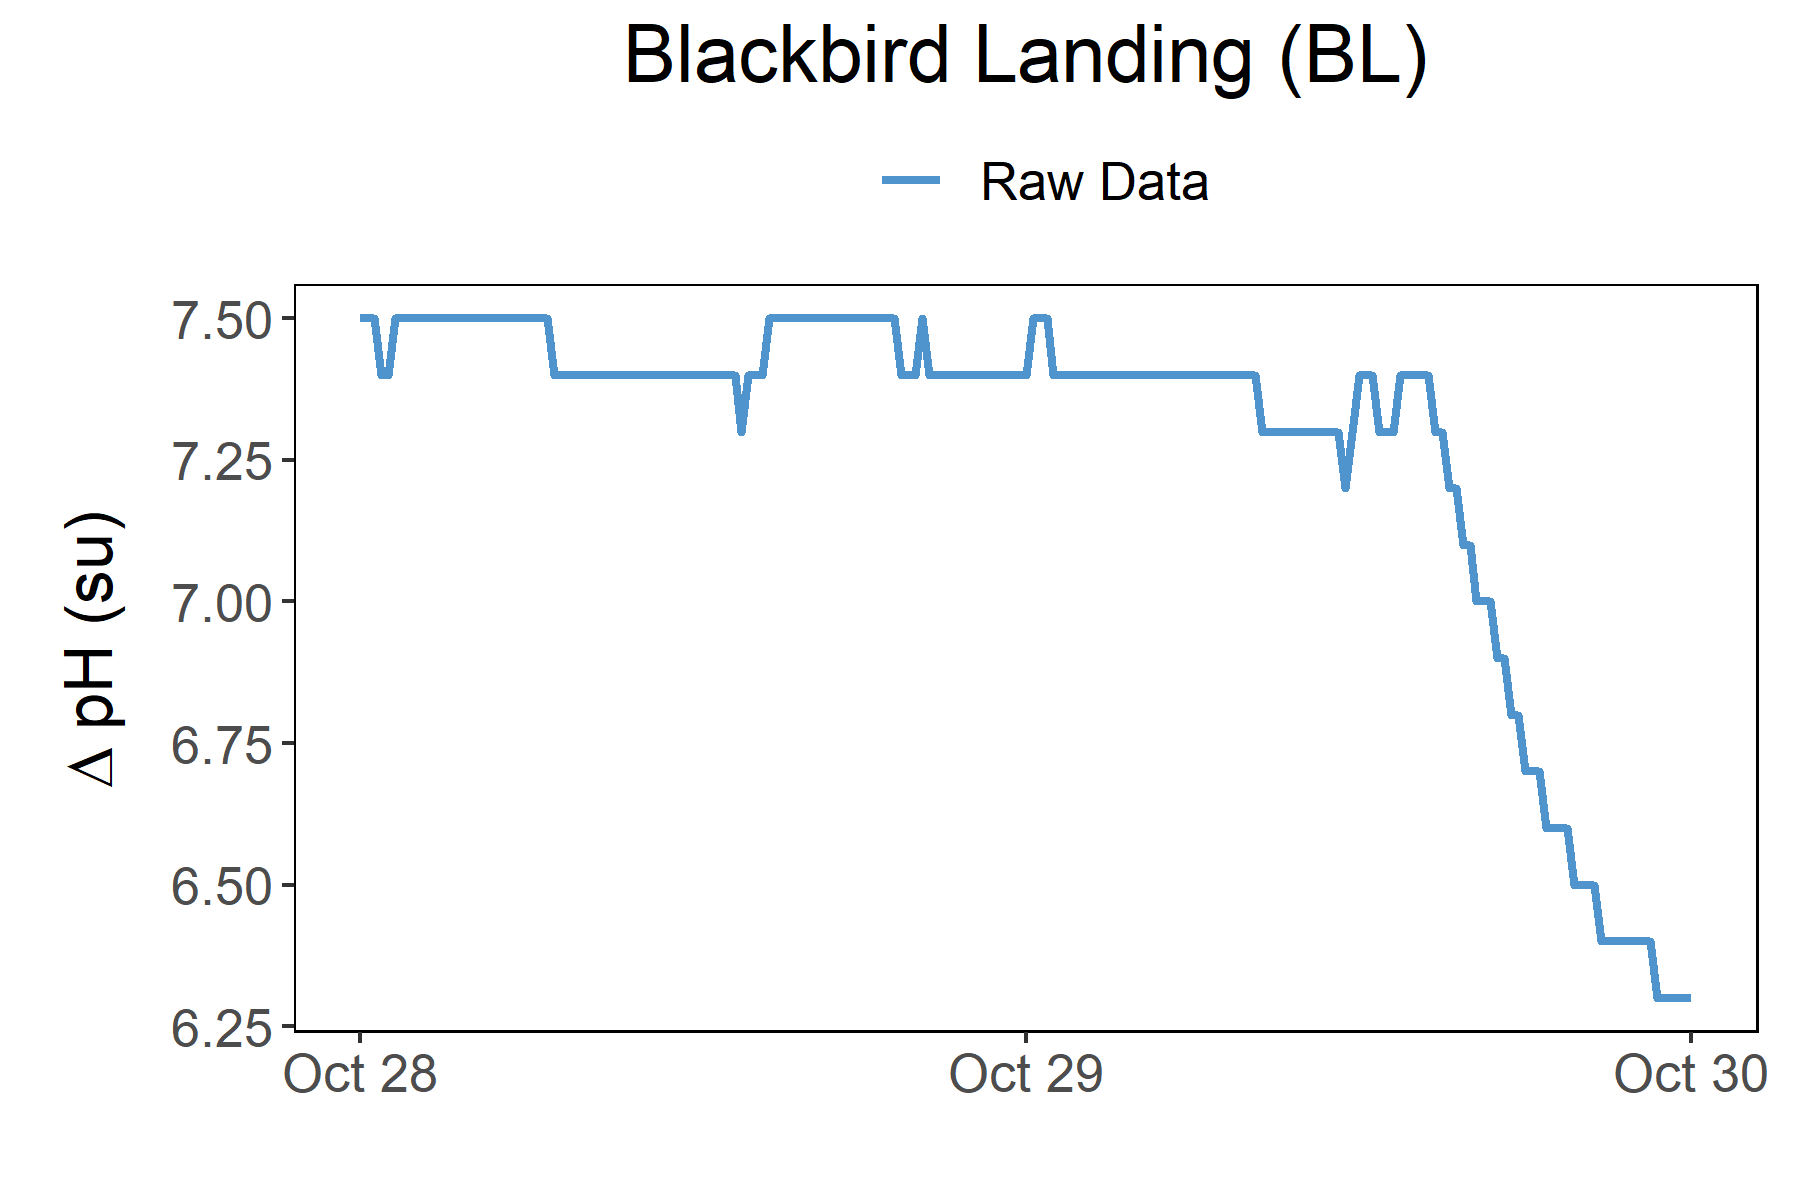 Blackbird Landing (BL)
Raw Data
Δ pH (su)
7.50
7.25
7.00
6.75
6.50
6.25
Oct 28
Oct 29
Oct 30